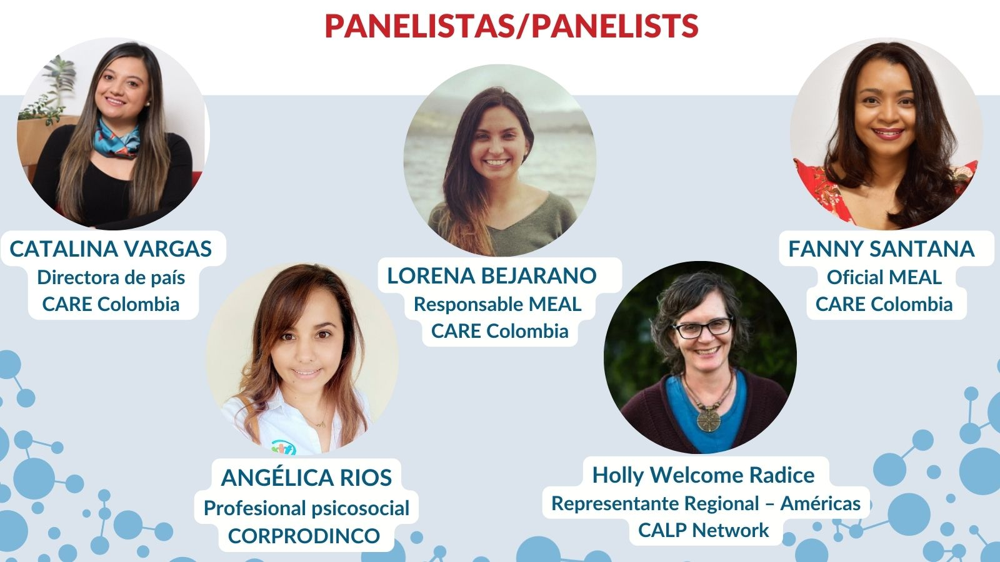 PANELISTAS/PANELISTS
CATALINA VARGAS
Directora de país
CARE Colombia
ANGÉLICA RIOS
Profesional psicosocial
CORPRODINCO
LORENA BEJARANO
Responsable MEAL
CARE Colombia
Holly Welcome Radice
Representante Regional – Américas
CALP Network
FANNY SANTANA
Oficial MEAL
CARE Colombia